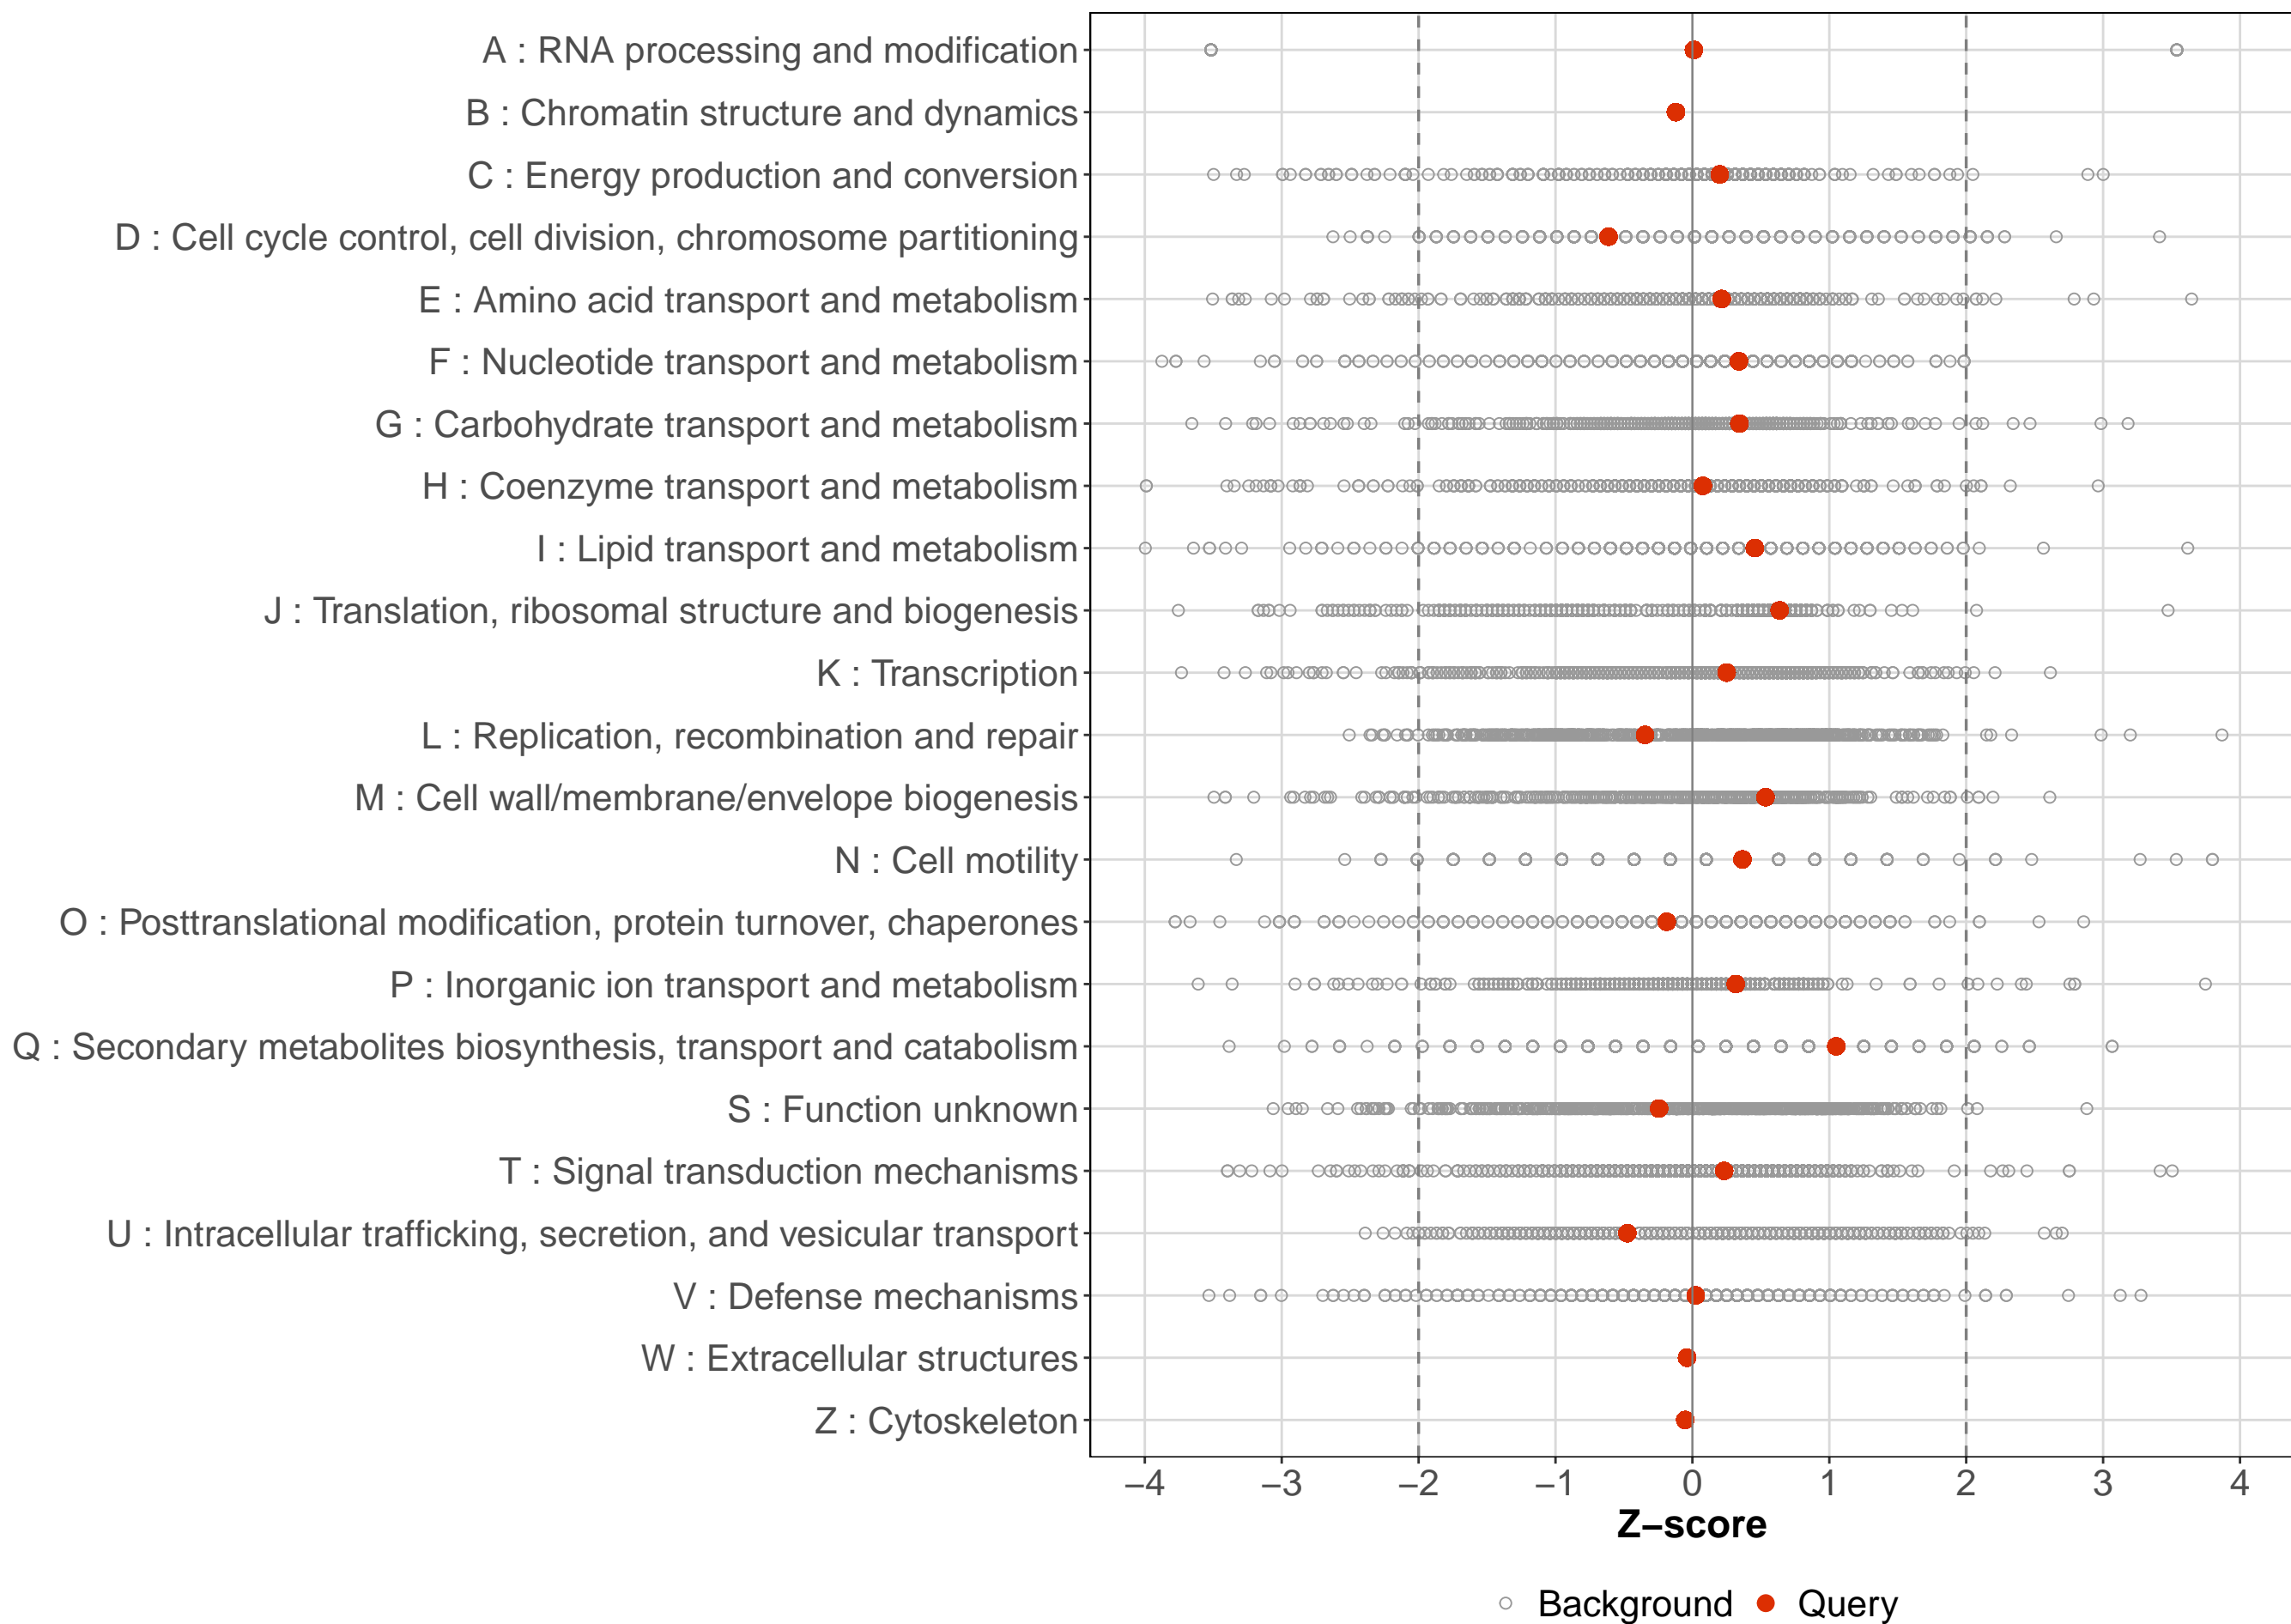 A : RNA processing and modification
B : Chromatin structure and dynamics
C : Energy production and conversion
D : Cell cycle control, cell division, chromosome partitioning
E : Amino acid transport and metabolism
F : Nucleotide transport and metabolism
G : Carbohydrate transport and metabolism
H : Coenzyme transport and metabolism
I : Lipid transport and metabolism
J : Translation, ribosomal structure and biogenesis
K : Transcription
L : Replication, recombination and repair
M : Cell wall/membrane/envelope biogenesis
N : Cell motility
O : Posttranslational modification, protein turnover, chaperones
P : Inorganic ion transport and metabolism
Q : Secondary metabolites biosynthesis, transport and catabolism
S : Function unknown
T : Signal transduction mechanisms
U : Intracellular trafficking, secretion, and vesicular transport
V : Defense mechanisms
W : Extracellular structures
Z : Cytoskeleton
−4 −3 −2 −1 0 1 2 3 4
Z−score
Background Query